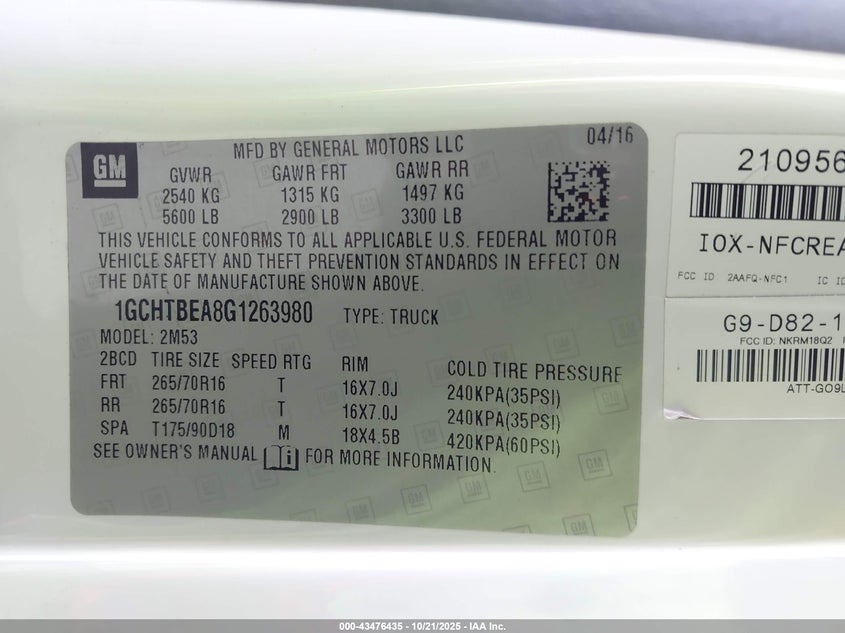 GM
MFD BY GENERAL MOTORS LLC
04/16
GVWR GAWR FRT GAWR RR
2540 KG 1315 KG 1497 KG
5600 LB 2900 LB 3300 LB
THIS VEHICLE CONFORMS TO ALL APPLICABLE U.S. FEDERAL MOTOR
VEHICLE SAFETY AND THEFT PREVENTION STANDARDS IN EFFECT ON
THE DATE OF MANUFACTURE SHOWN ABOVE.
1GCHTBEA8G1263980 TYPE: TRUCK
MODEL: 2M53
2BCD TIRE SIZE SPEED RTG RIM COLD TIRE PRESSURE
FRT 265/70R16 T 16X7.0J 240KPA(35PSI)
RR 265/70R16 T 16X7.0J 240KPA(35PSI)
SPA T175/90D18 M 18X4.5B 420KPA(60PSI)
SEE OWNER'S MANUAL FOR MORE INFORMATION.
210956
IOX-NFCREA
FCC ID 2AAFQ-NFC1 IC ID
G9-D82-1
FCC ID: NKRM18Q2
ATT-GO9L
000-43476435 - 10/21/2025 - IAA Inc.